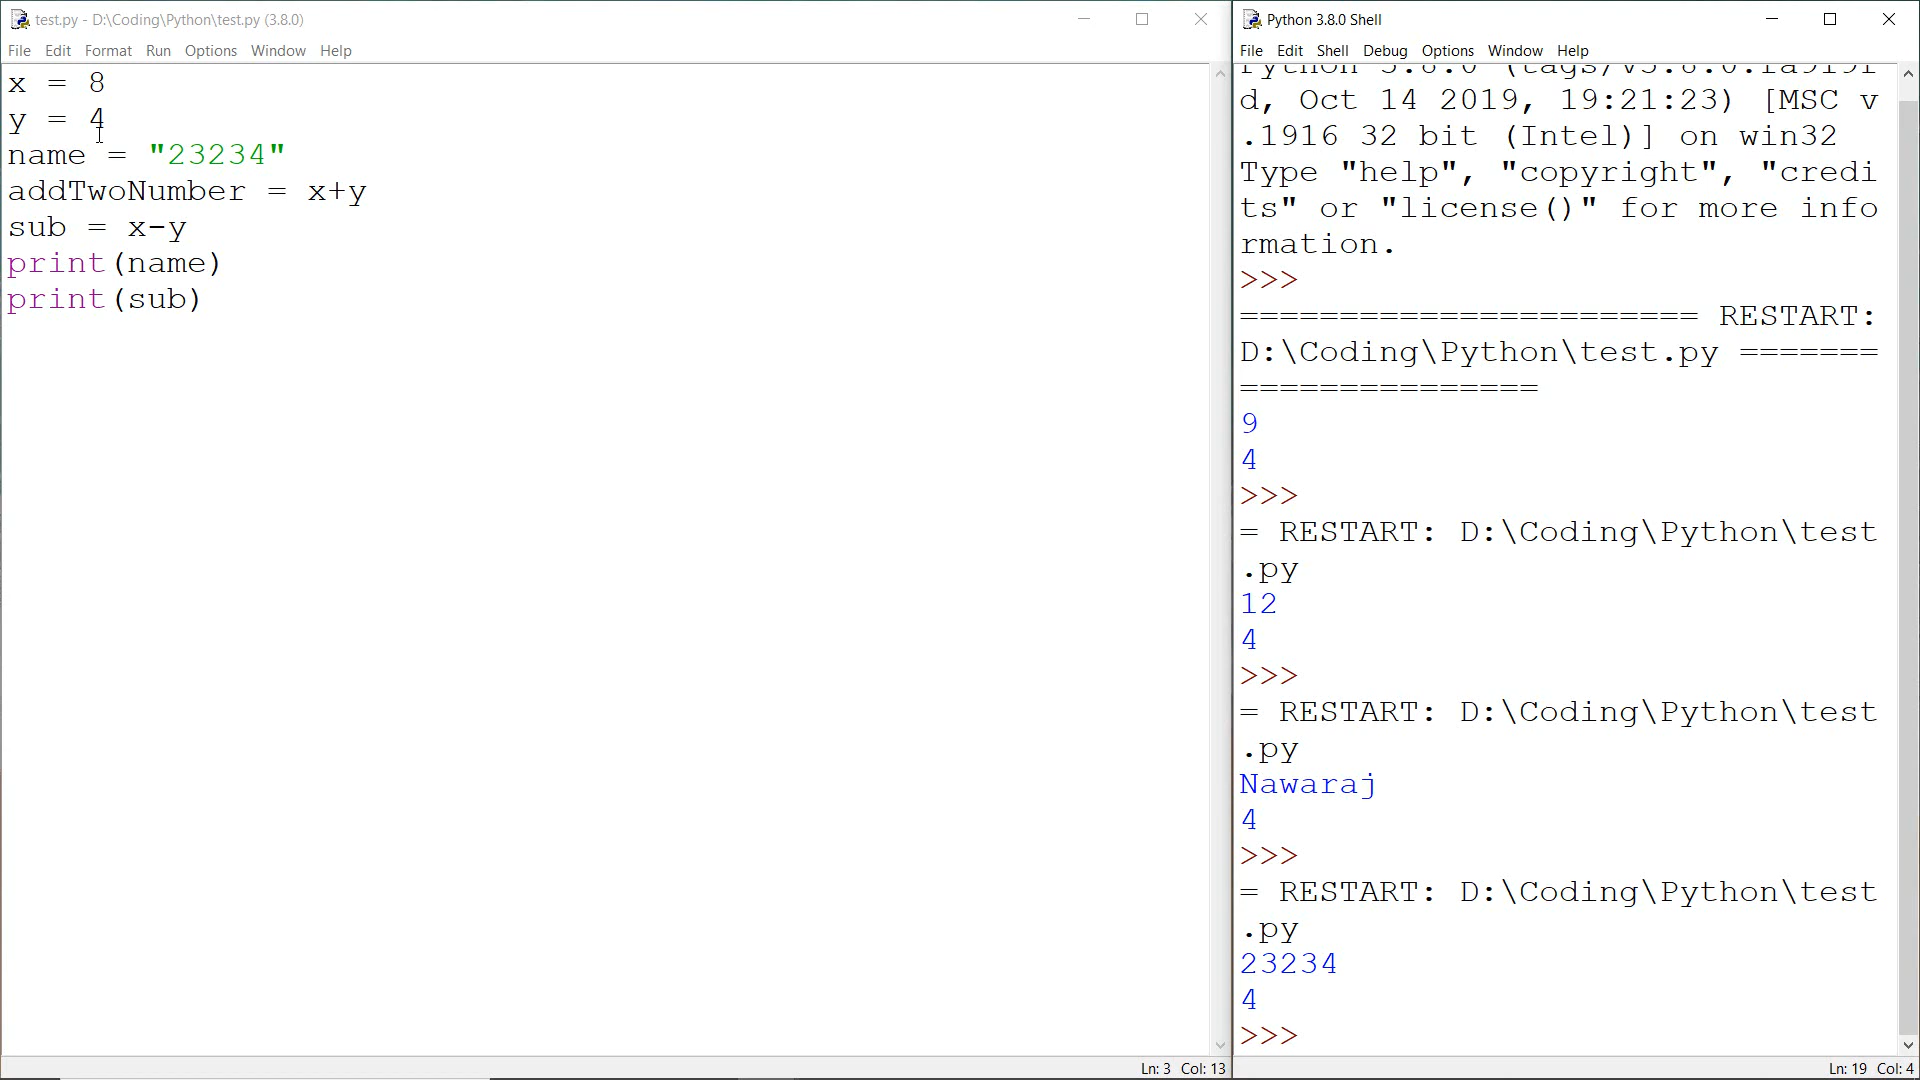 test.py - D:\Coding\Python\test.py (3.8.0)
File Edit Format Run Options Window Help
x = 8
y = 4
name = "23234"
addTwoNumber = x+y
sub = x-y
print(name)
print(sub)
Ln: 3 Col: 13
Python 3.8.0 Shell
File Edit Shell Debug Options Window Help
Python 3.8.0 (tags/v3.8.0:fa919f
d, Oct 14 2019, 19:21:23) [MSC v
.1916 32 bit (Intel)] on win32
Type "help", "copyright", "credi
ts" or "license()" for more info
rmation.
>>>
======================= RESTART:
D:\Coding\Python\test.py =======
===============
9
4
>>>
= RESTART: D:\Coding\Python\test
.py
12
4
>>>
= RESTART: D:\Coding\Python\test
.py
Nawaraj
4
>>>
= RESTART: D:\Coding\Python\test
.py
23234
4
>>>
Ln: 19 Col: 4